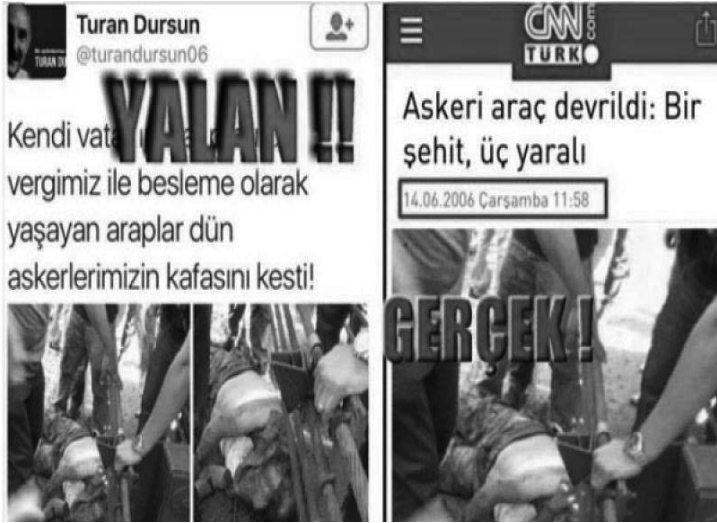 Turan Dursun
@turandursun06
YALAN !!
Kendi
vergimiz ile besleme olarak
yaşayan araplar dün
askerlerimizin kafasını kesti!
CNN
TURK
com
Askeri araç devrildi: Bir
şehit, üç yaralı
14.06.2006 Çarşamba 11:58
GERÇEK !